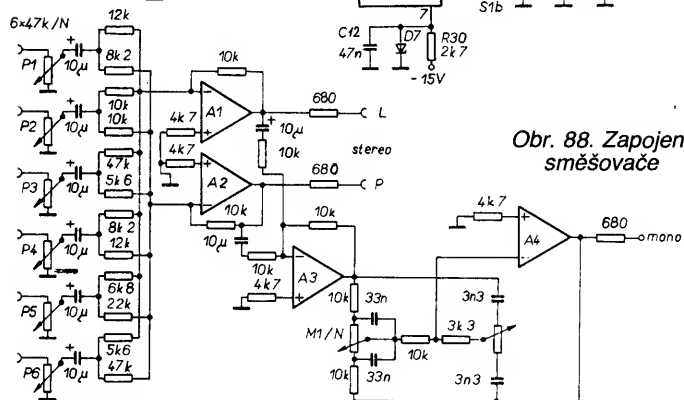 6×47k/N
12k
P1
10µ
+
8k2
10k
P2
10µ
+
10k
47k
P3
10µ
+
5k6
8k2
P4
10µ
+
12k
6k8
P5
10µ
+
22k
5k6
P6
10µ
+
47k
10k
A1
-
+
4k7
4k7
A2
+
-
10k
10µ
680
L
+
10µ
10k
stereo
680
P
10k
10k
4k7
-
A3
+
10k
33n
M1/N
10k
33n
10k
3k3
3n3
3n3
4k7
+
A4
-
680
mono
7
C12
47n
D7
R30
2k7
-15V
S1b
Obr. 88. Zapojen
směšovače